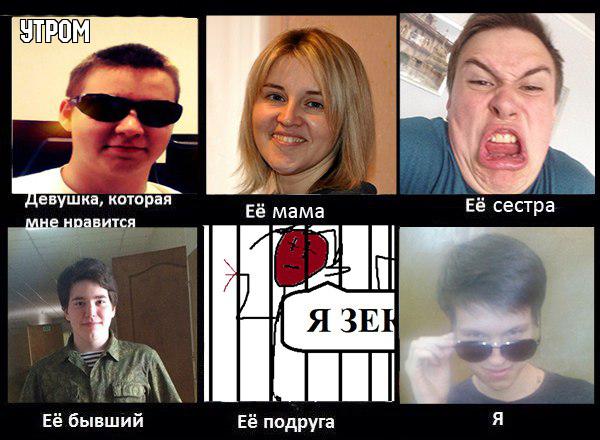 УТРОМ
Девушка, которая
мне нравится
Её мама
Её сестра
Я ЗЕК
Её бывший
Её подруга
Я